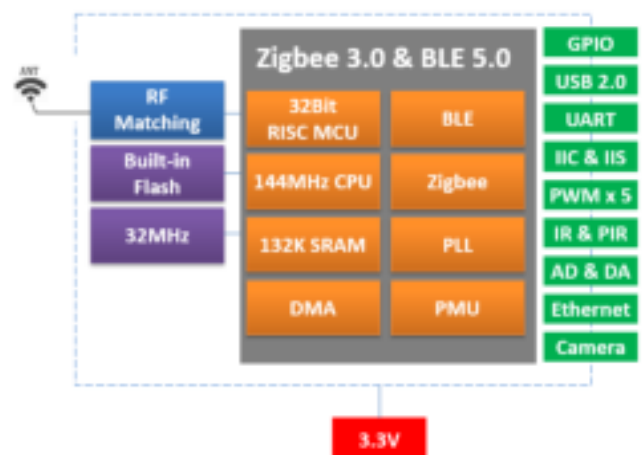 Zigbee 3.0 & BLE 5.0
ANT
RF
Matching
Built-in
Flash
32MHz
32Bit
RISC MCU
BLE
144MHz CPU
Zigbee
132K SRAM
PLL
DMA
PMU
GPIO
USB 2.0
UART
IIC & IIS
PWM x 5
IR & PIR
AD & DA
Ethernet
Camera
3.3V